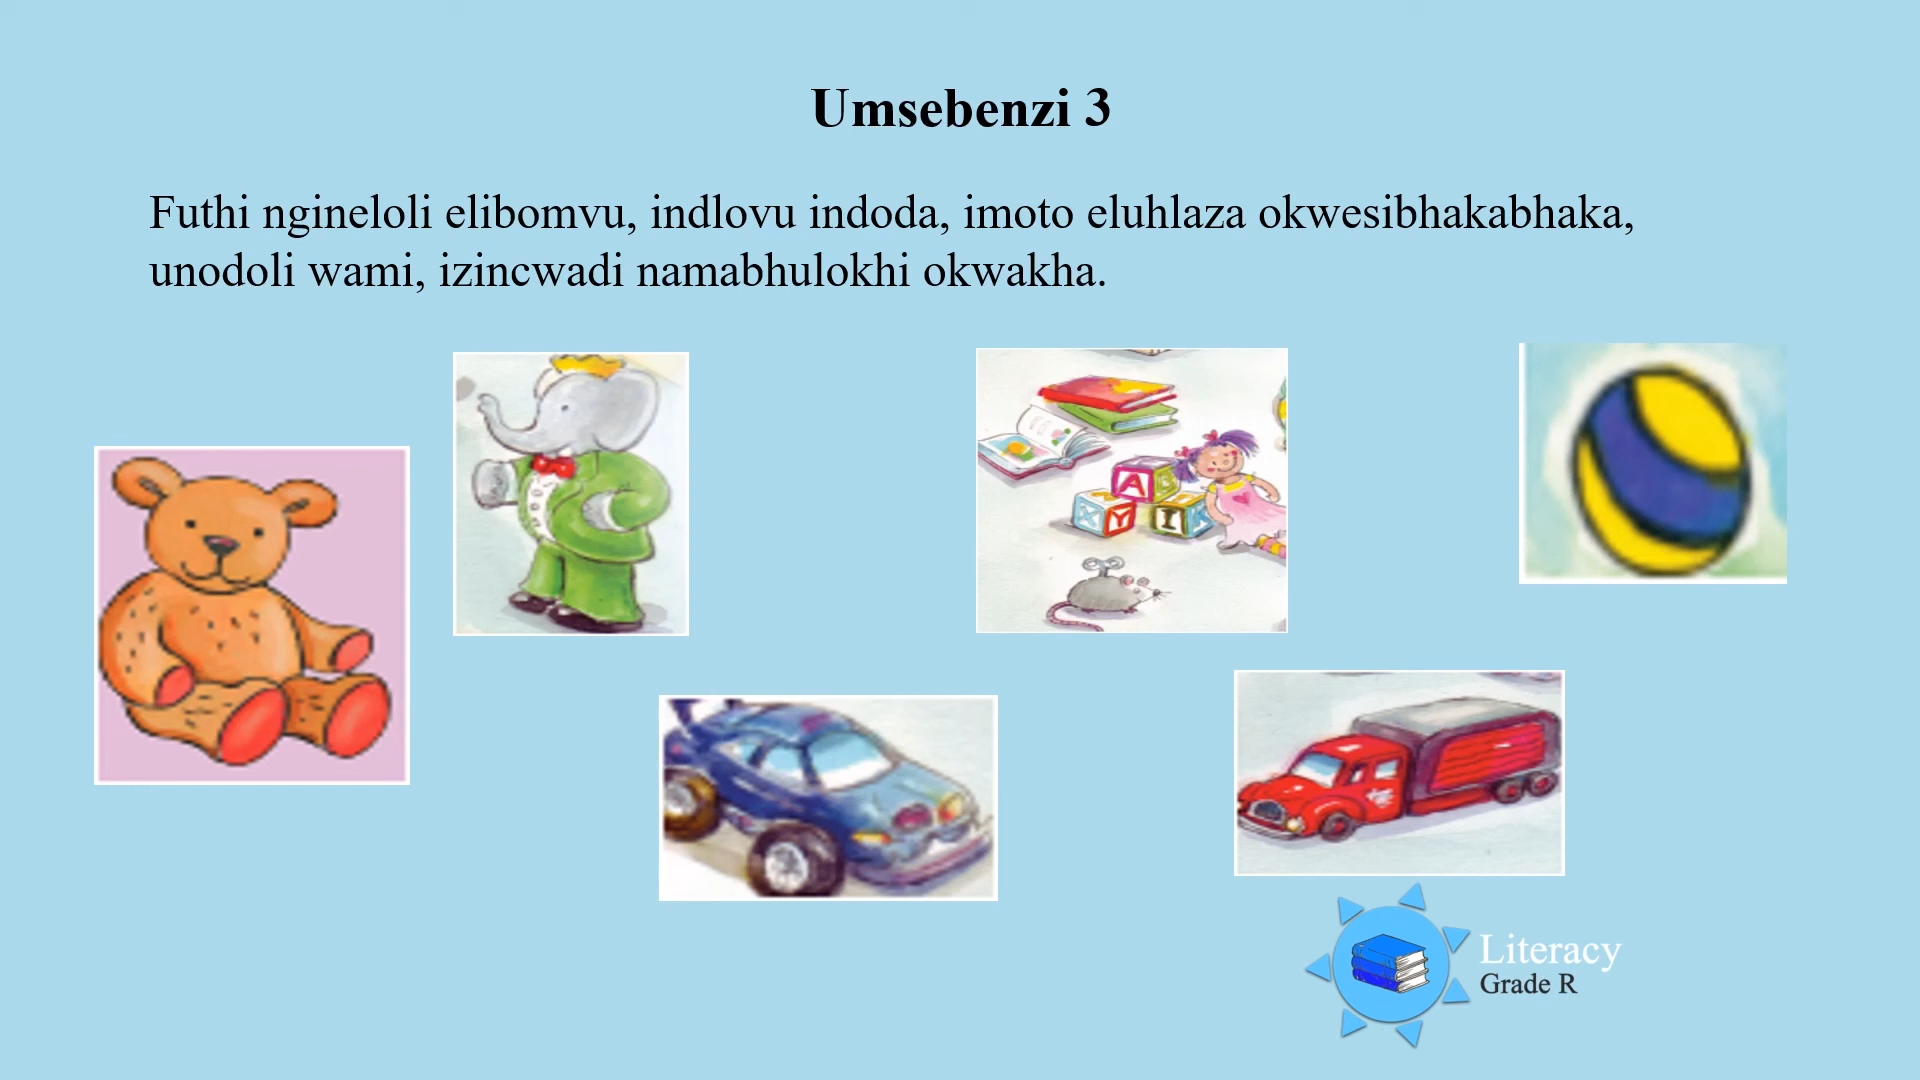 Umsebenzi 3
Futhi ngineloli elibomvu, indlovu indoda, imoto eluhlaza okwesibhakabhaka,
unodoli wami, izincwadi namabhulokhi okwakha.
A
X Y I K
Literacy
Grade R